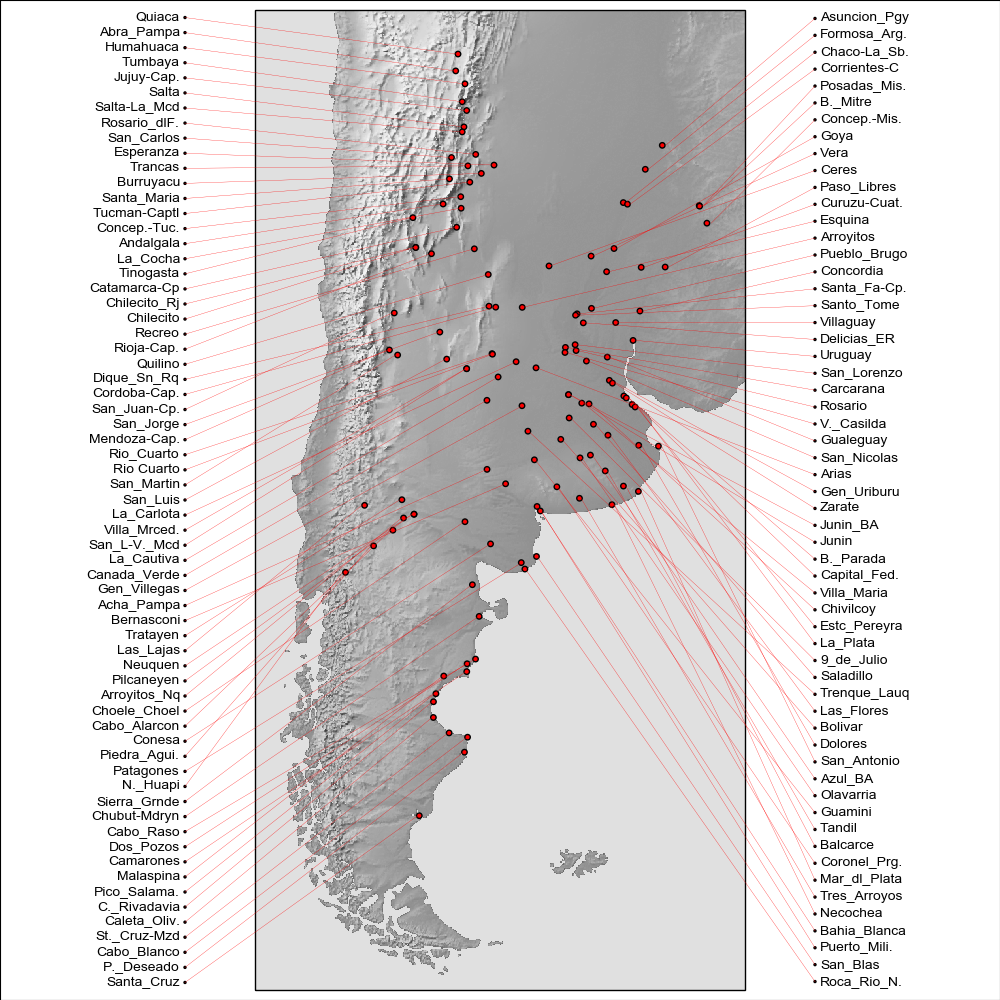 Quiaca
Abra_Pampa
Humahuaca
Tumbaya
Jujuy-Cap.
Salta
Salta-La_Mcd
Rosario_dlF.
San_Carlos
Esperanza
Trancas
Burruyacu
Santa_Maria
Tucman-Captl
Concep.-Tuc.
Andalgala
La_Cocha
Tinogasta
Catamarca-Cp
Chilecito_Rj
Chilecito
Recreo
Rioja-Cap.
Quilino
Dique_Sn_Rq
Cordoba-Cap.
San_Juan-Cp.
San_Jorge
Mendoza-Cap.
Rio_Cuarto
Rio Cuarto
San_Martin
San_Luis
La_Carlota
Villa_Mrced.
San_L-V._Mcd
La_Cautiva
Canada_Verde
Gen_Villegas
Acha_Pampa
Bernasconi
Tratayen
Las_Lajas
Neuquen
Pilcaneyen
Arroyitos_Nq
Choele_Choel
Cabo_Alarcon
Conesa
Piedra_Agui.
Patagones
N._Huapi
Sierra_Grnde
Chubut-Mdryn
Cabo_Raso
Dos_Pozos
Camarones
Malaspina
Pico_Salama.
C._Rivadavia
Caleta_Oliv.
St._Cruz-Mzd
Cabo_Blanco
P._Deseado
Santa_Cruz
Asuncion_Pgy
Formosa_Arg.
Chaco-La_Sb.
Corrientes-C
Posadas_Mis.
B._Mitre
Concep.-Mis.
Goya
Vera
Ceres
Paso_Libres
Curuzu-Cuat.
Esquina
Arroyitos
Pueblo_Brugo
Concordia
Santa_Fa-Cp.
Santo_Tome
Villaguay
Delicias_ER
Uruguay
San_Lorenzo
Carcarana
Rosario
V._Casilda
Gualeguay
San_Nicolas
Arias
Gen_Uriburu
Zarate
Junin_BA
Junin
B._Parada
Capital_Fed.
Villa_Maria
Chivilcoy
Estc_Pereyra
La_Plata
9_de_Julio
Saladillo
Trenque_Lauq
Las_Flores
Bolivar
Dolores
San_Antonio
Azul_BA
Olavarria
Guamini
Tandil
Balcarce
Coronel_Prg.
Mar_dl_Plata
Tres_Arroyos
Necochea
Bahia_Blanca
Puerto_Mili.
San_Blas
Roca_Rio_N.